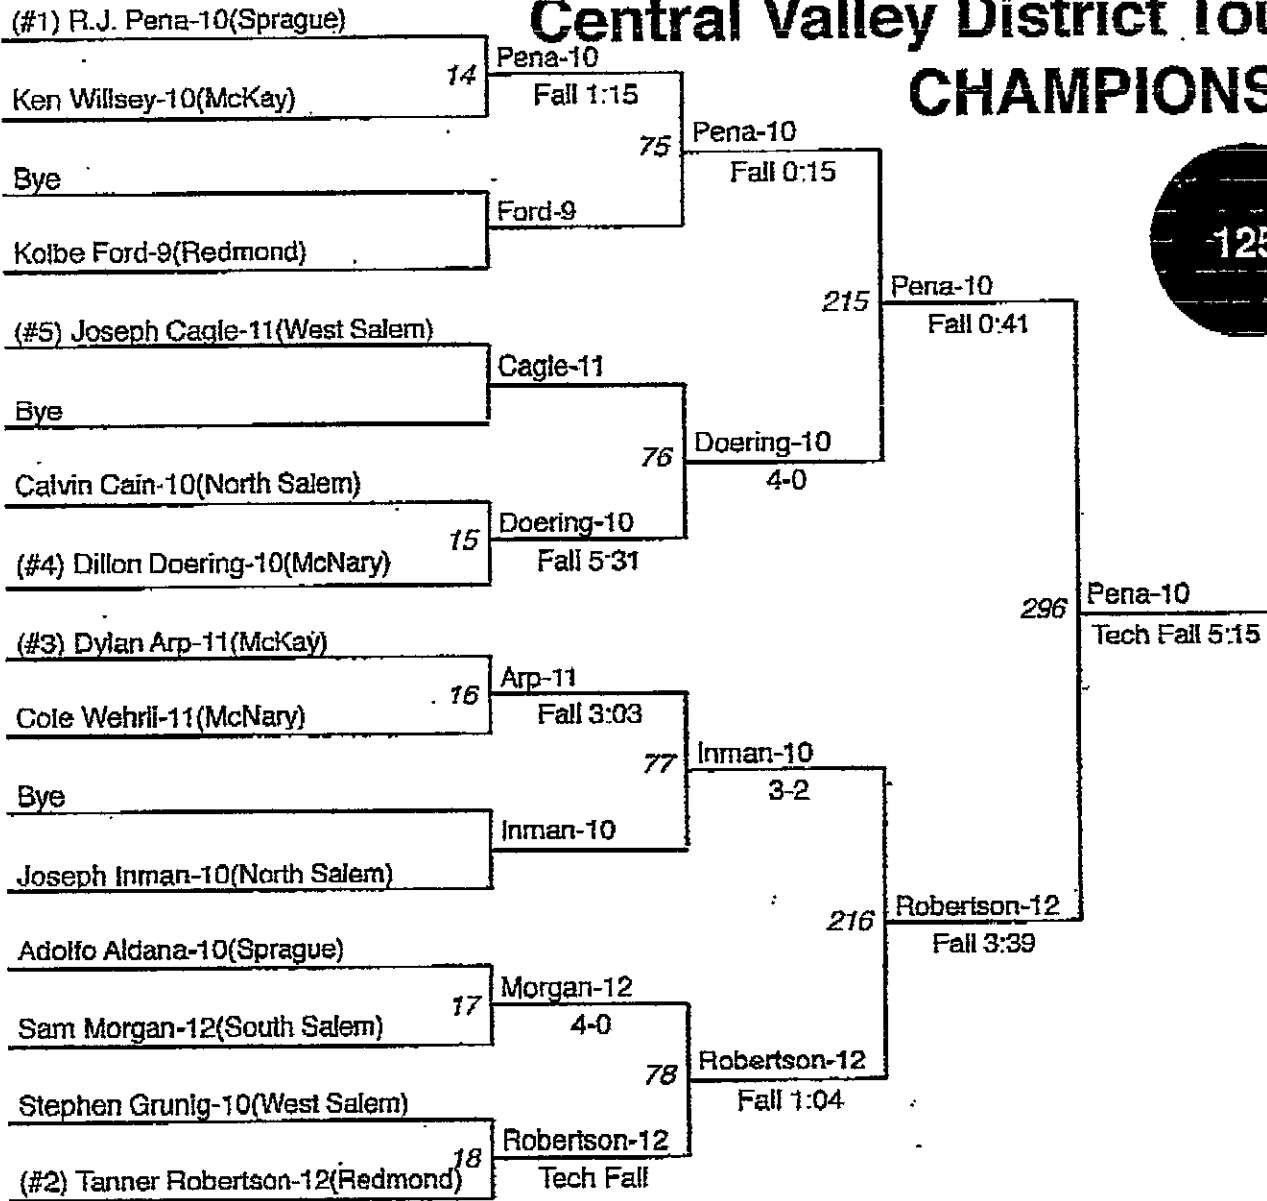 Central Valley District Tou
CHAMPIONS
125
(#1) R.J. Pena-10(Sprague)
14
Pena-10
Fall 1:15
Ken Willsey-10(McKay)
75
Pena-10
Fall 0:15
Bye
Ford-9
Kolbe Ford-9(Redmond)
215
Pena-10
Fall 0:41
(#5) Joseph Cagle-11(West Salem)
Cagle-11
Bye
76
Doering-10
4-0
Calvin Cain-10(North Salem)
15
Doering-10
Fall 5:31
(#4) Dillon Doering-10(McNary)
296
Pena-10
Tech Fall 5:15
(#3) Dylan Arp-11(McKay)
16
Arp-11
Fall 3:03
Cole Wehrli-11(McNary)
77
Inman-10
3-2
Bye
Inman-10
Joseph Inman-10(North Salem)
216
Robertson-12
Fall 3:39
Adolfo Aldana-10(Sprague)
17
Morgan-12
4-0
Sam Morgan-12(South Salem)
78
Robertson-12
Fall 1:04
Stephen Grunig-10(West Salem)
18
Robertson-12
Tech Fall
(#2) Tanner Robertson-12(Redmond)